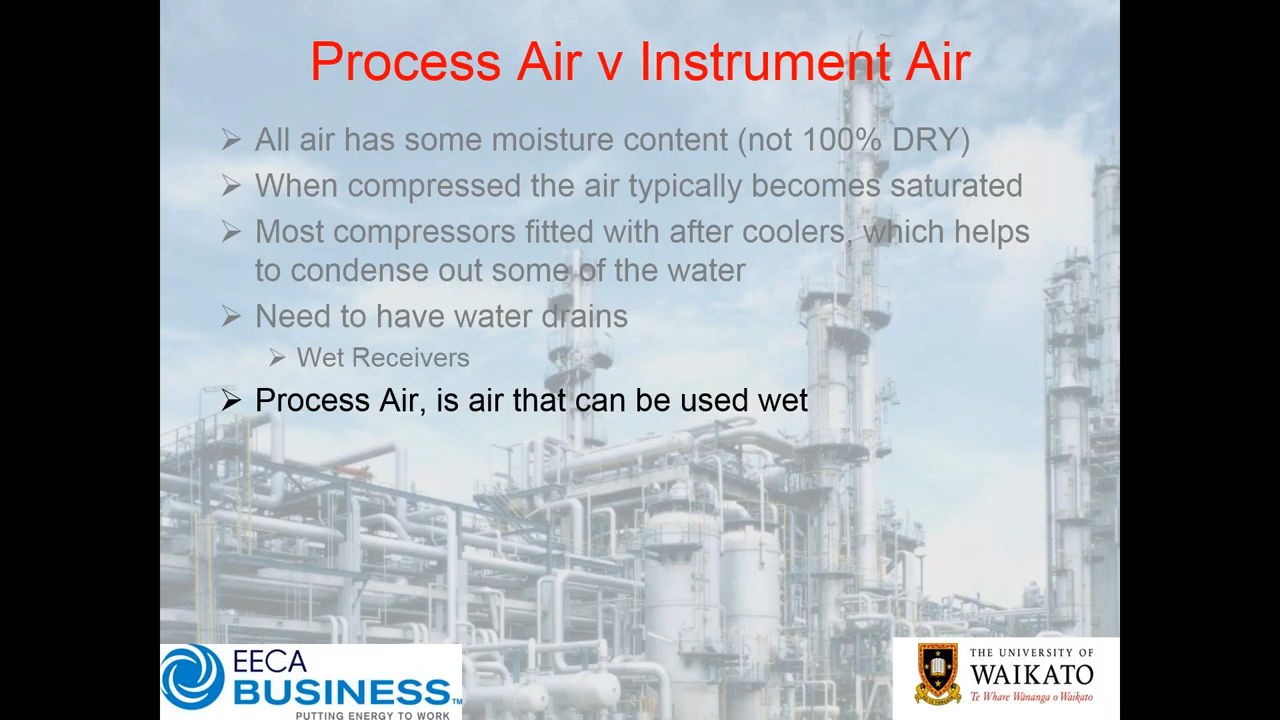 Process Air v Instrument Air
➢ All air has some moisture content (not 100% DRY)
➢ When compressed the air typically becomes saturated
➢ Most compressors fitted with after coolers, which helps
to condense out some of the water
➢ Need to have water drains
➢ Wet Receivers
➢ Process Air, is air that can be used wet
EECA
BUSINESS™
PUTTING ENERGY TO WORK
THE UNIVERSITY OF
WAIKATO
Te Whare Wānanga o Waikato